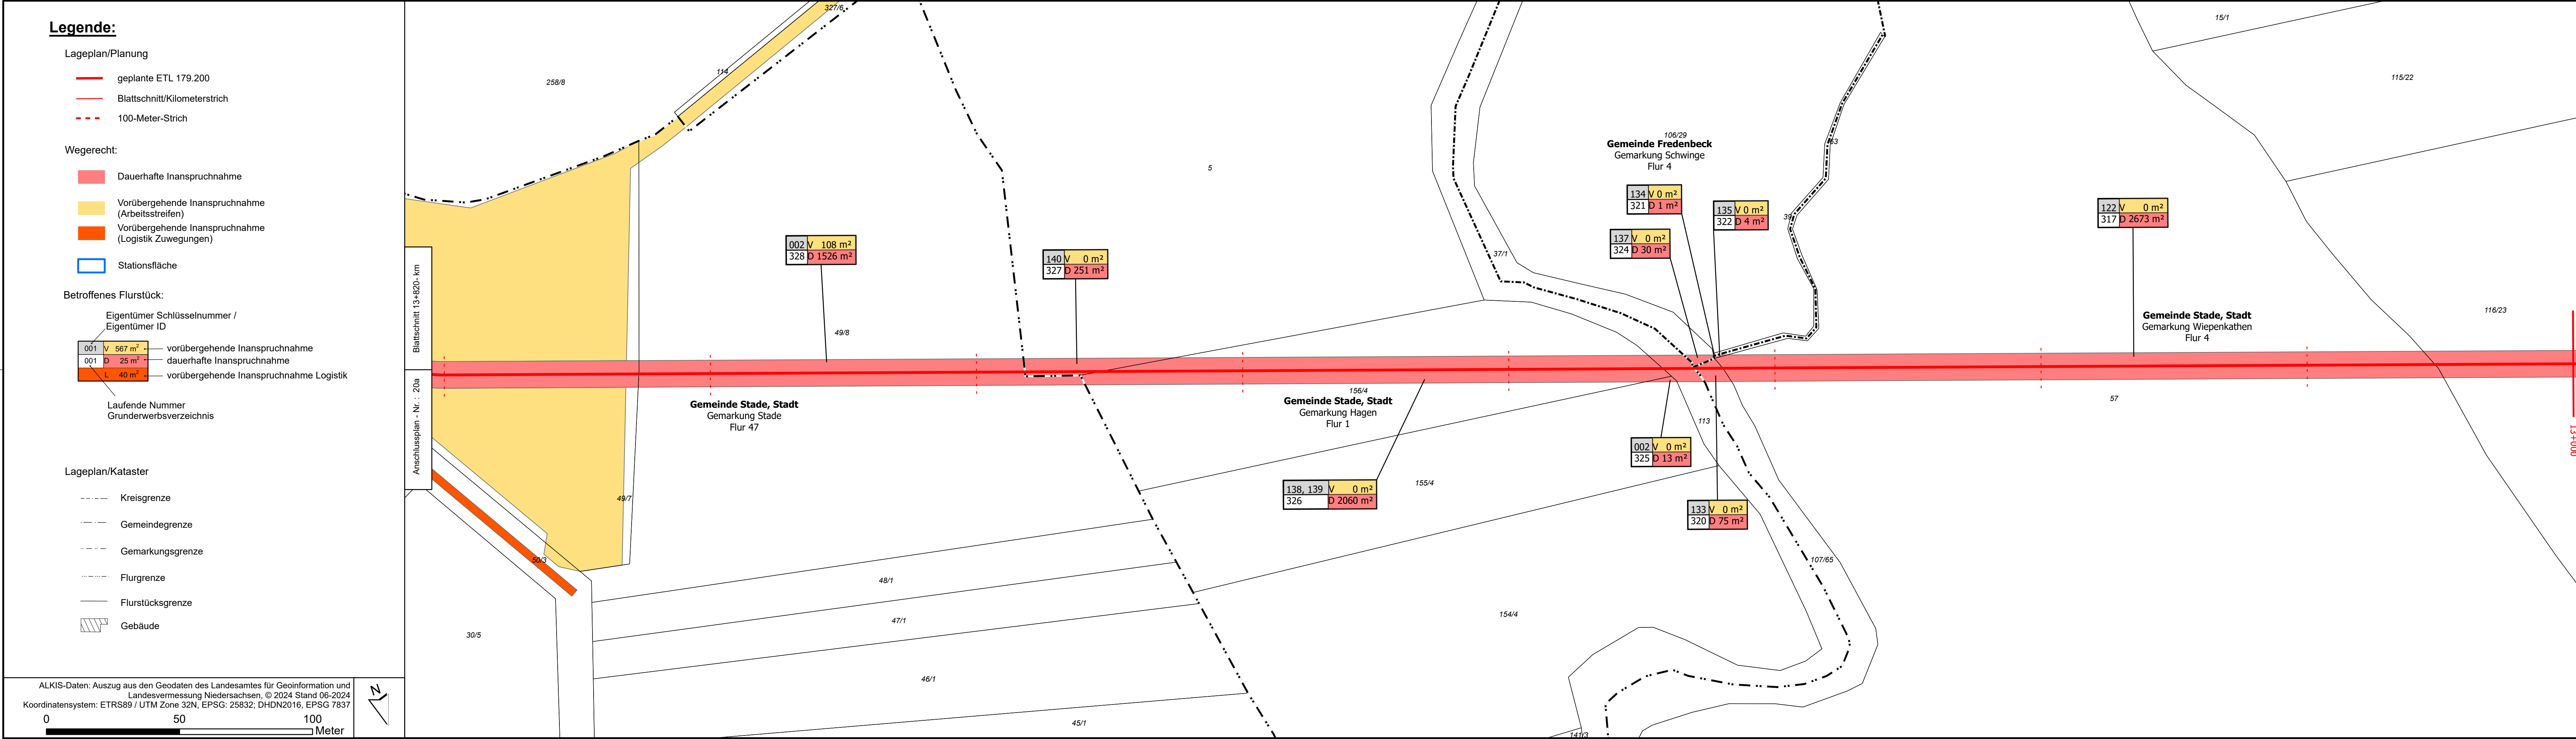 Legende:
Lageplan/Planung
geplante ETL 179.200
Blattschnitt/Kilometerstrich
100-Meter-Strich
Wegerecht:
Dauerhafte Inanspruchnahme
Vorübergehende Inanspruchnahme
(Arbeitsstreifen)
Vorübergehende Inanspruchnahme
(Logistik Zuwegungen)
Stationsfläche
Betroffenes Flurstück:
Eigentümer Schlüsselnummer /
Eigentümer ID
001 V 567 m² vorübergehende Inanspruchnahme
001 D 25 m² dauerhafte Inanspruchnahme
L 40 m² vorübergehende Inanspruchnahme Logistik
Laufende Nummer
Grunderwerbsverzeichnis
Lageplan/Kataster
Kreisgrenze
Gemeindegrenze
Gemarkungsgrenze
Flurgrenze
Flurstücksgrenze
Gebäude
ALKIS-Daten: Auszug aus den Geodaten des Landesamtes für Geoinformation und
Landesvermessung Niedersachsen, © 2024 Stand 06-2024
Koordinatensystem: ETRS89 / UTM Zone 32N, EPSG: 25832; DHDN2016, EPSG 7837
0 50 100
Meter
N
Blattschnitt 13+820- km
Anschlussplan - Nr. : 20a
327/6
114
258/8
49/8
49/7
50/3
30/5
48/1
47/1
46/1
45/1
002 V 108 m²
328 D 1526 m²
Gemeinde Stade, Stadt
Gemarkung Stade
Flur 47
140 V 0 m²
327 D 251 m²
5
156/4
Gemeinde Stade, Stadt
Gemarkung Hagen
Flur 1
138, 139 V 0 m²
326 D 2060 m²
155/4
154/4
141/3
37/1
106/29
Gemeinde Fredenbeck
Gemarkung Schwinge
Flur 4
134 V 0 m²
321 D 1 m²
135 V 0 m²
322 D 4 m²
137 V 0 m²
324 D 30 m²
002 V 0 m²
325 D 13 m²
133 V 0 m²
320 D 75 m²
113
107/65
122 V 0 m²
317 D 2673 m²
Gemeinde Stade, Stadt
Gemarkung Wiepenkathen
Flur 4
57
15/1
115/22
116/23
13+000